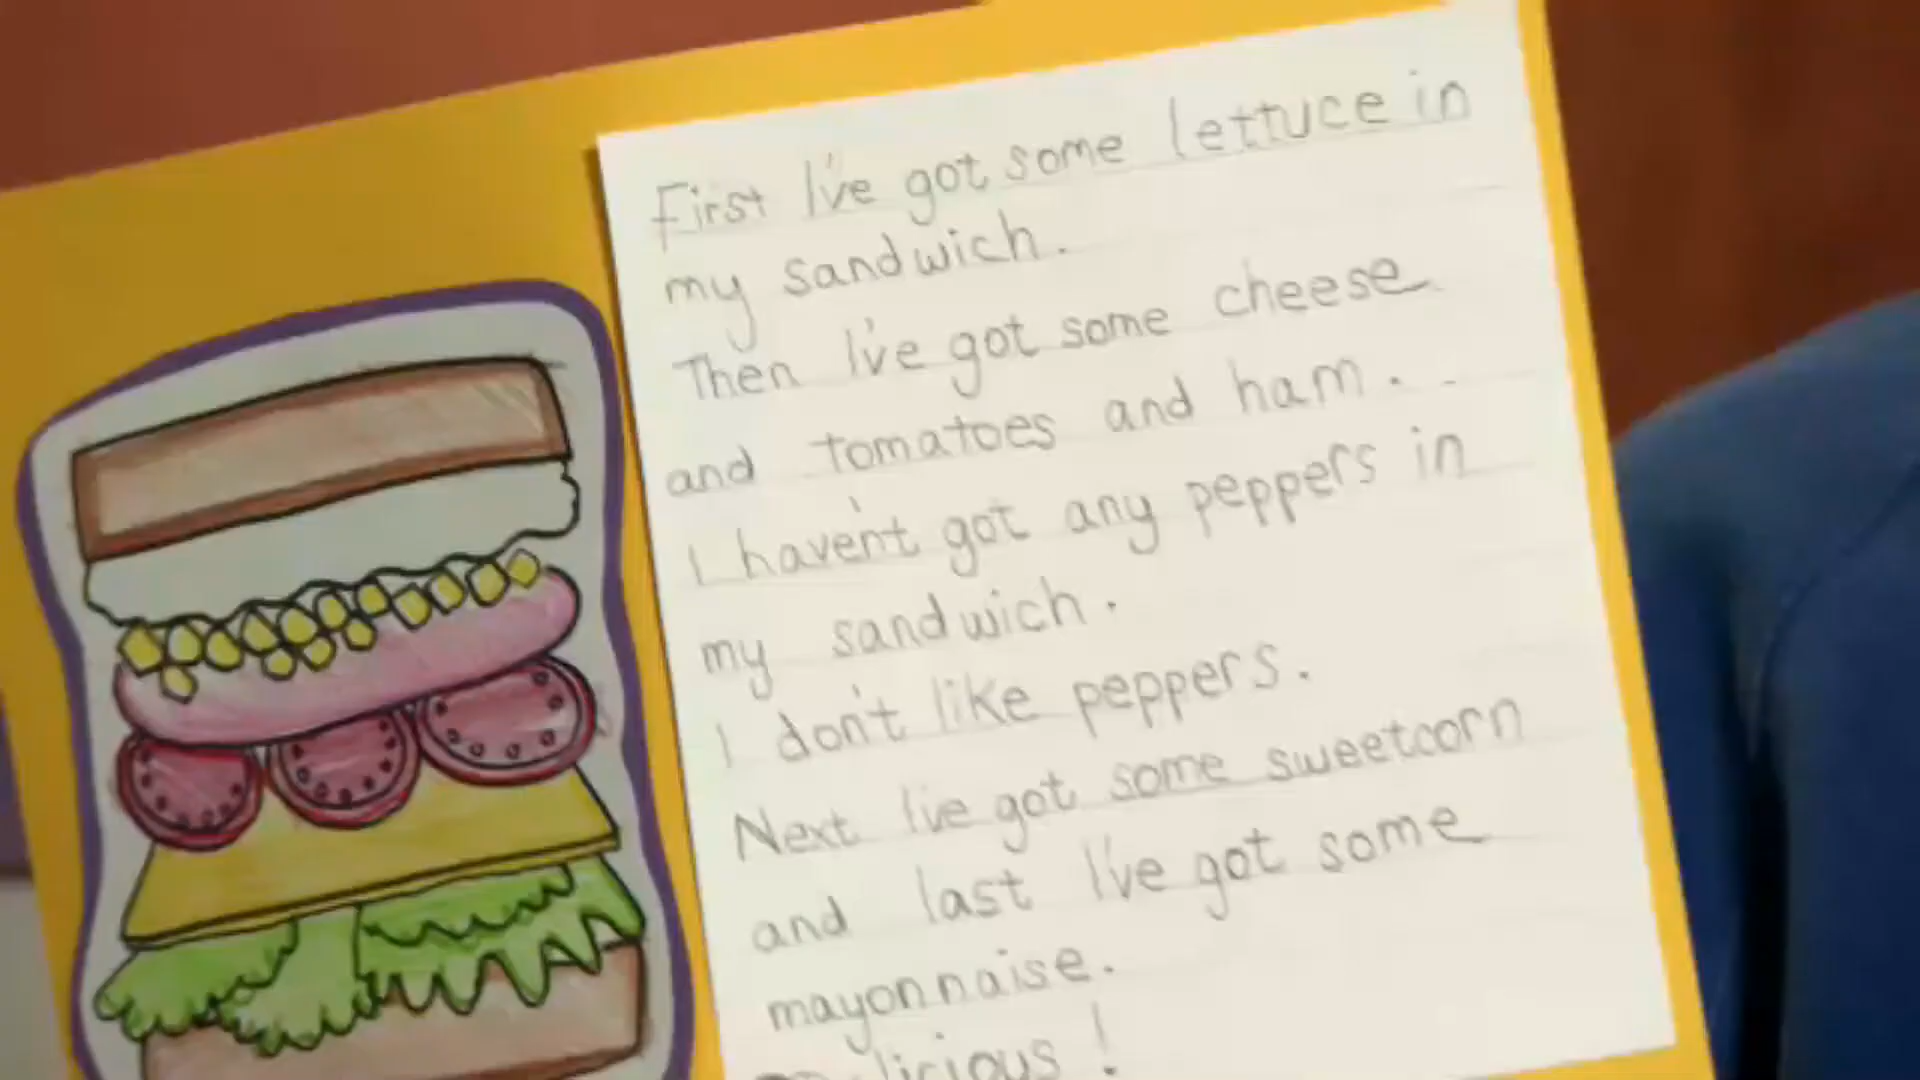 First I've got some lettuce in
my sandwich.
Then I've got some cheese
and tomatoes and ham.
I haven't got any peppers in
my sandwich.
I don't like peppers.
Next I've got some sweetcorn
and last I've got some
mayonnaise.